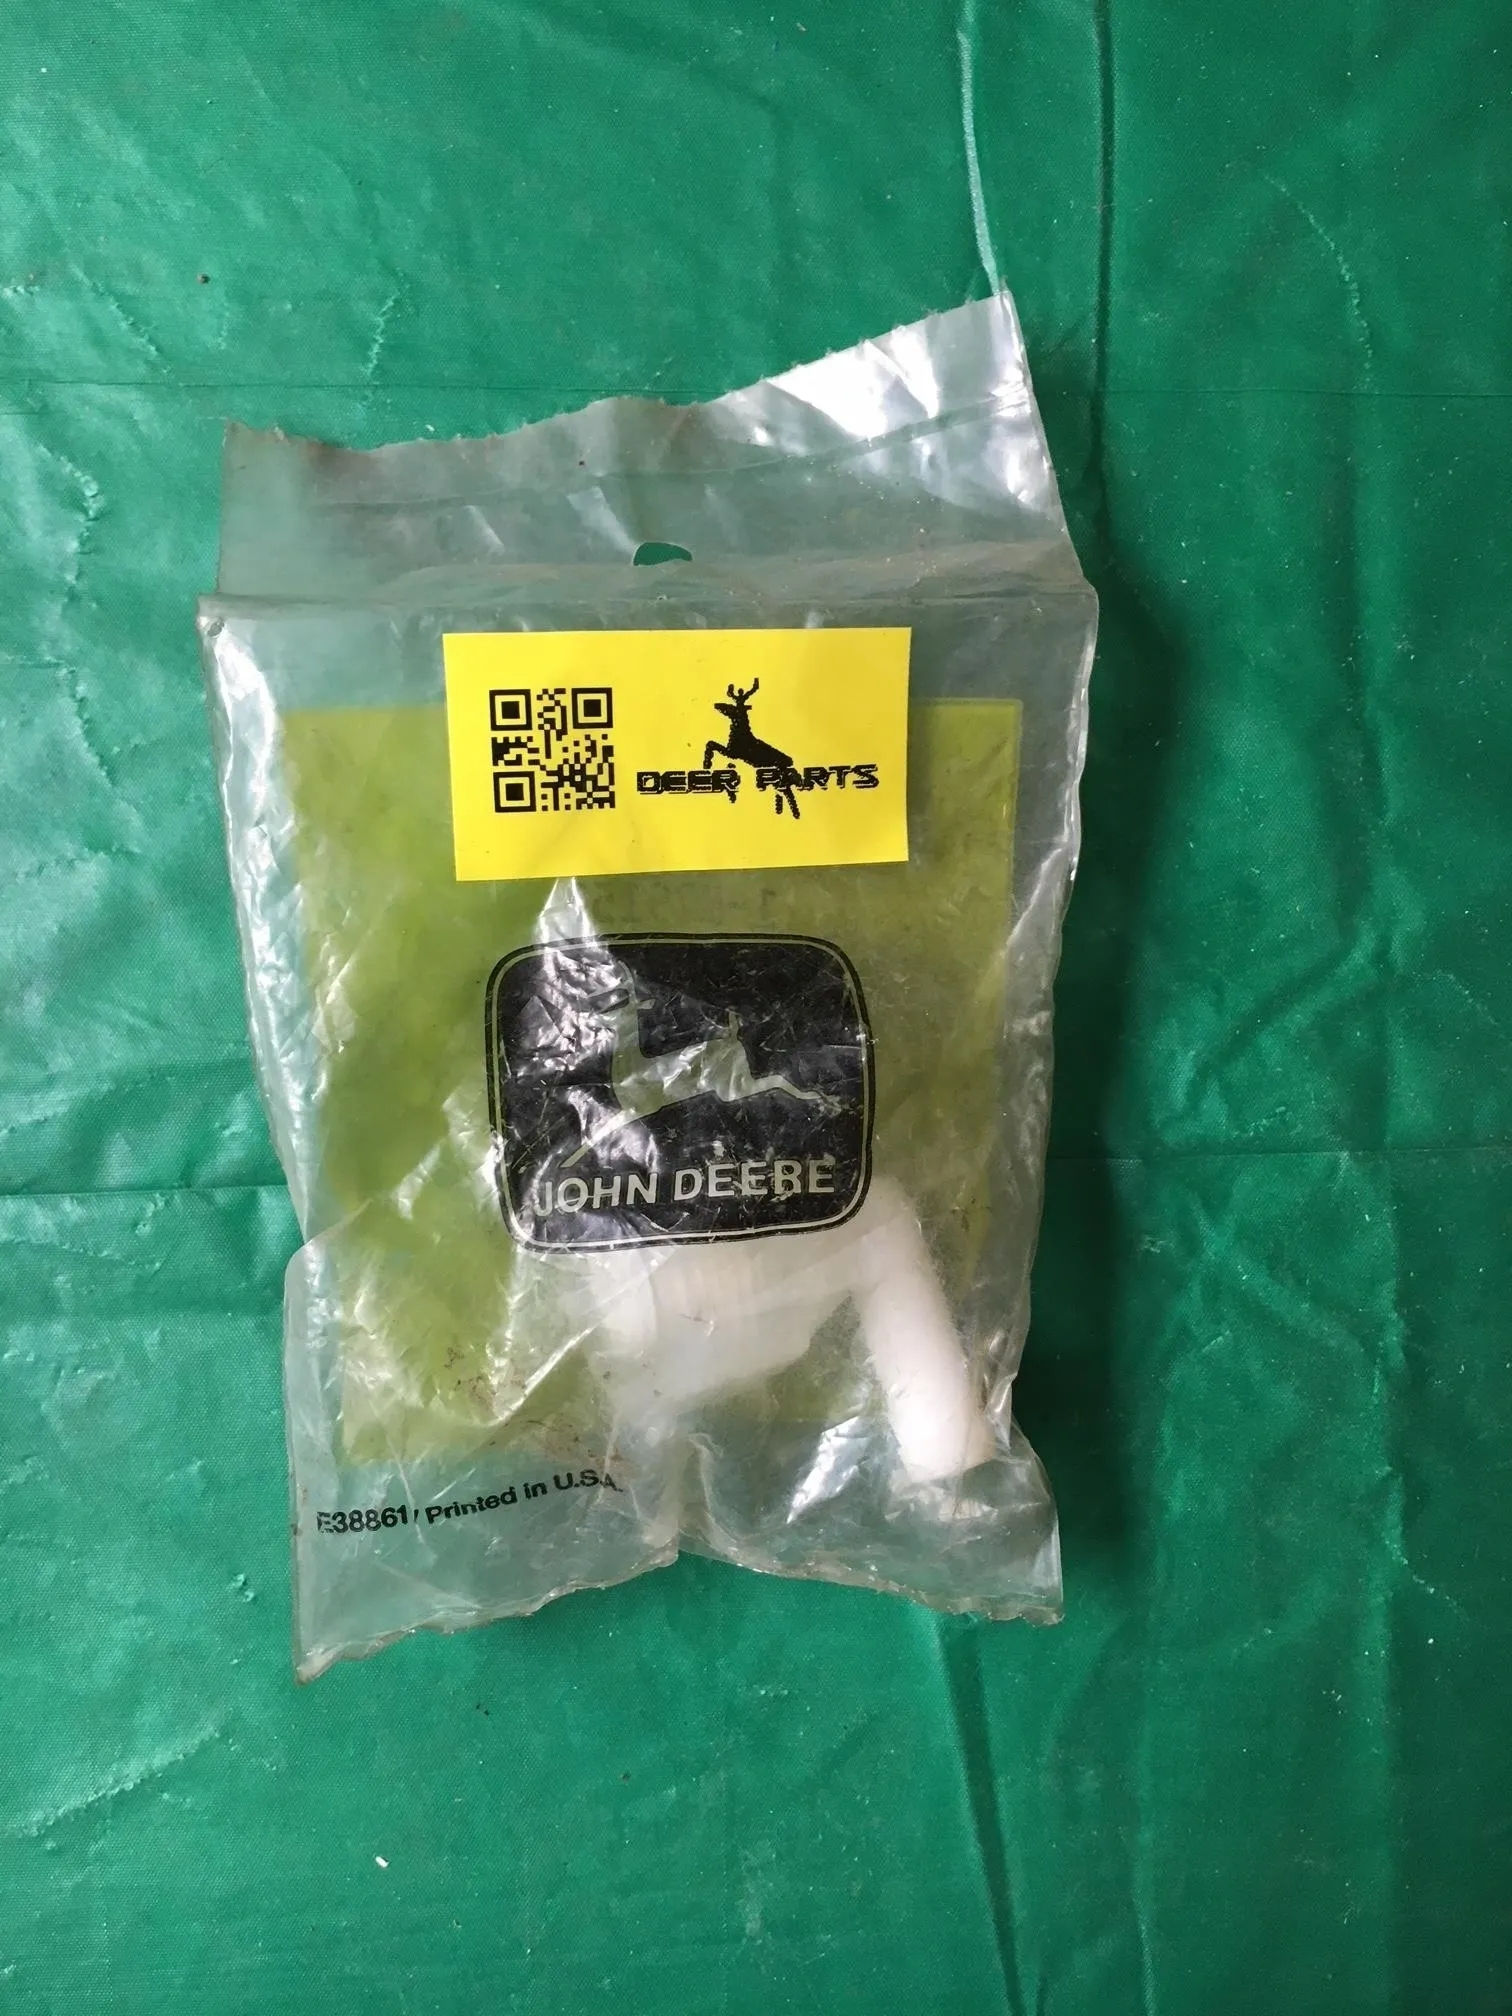 DEER PARTS
JOHN DEERE
E38861 Printed in U.S.A.